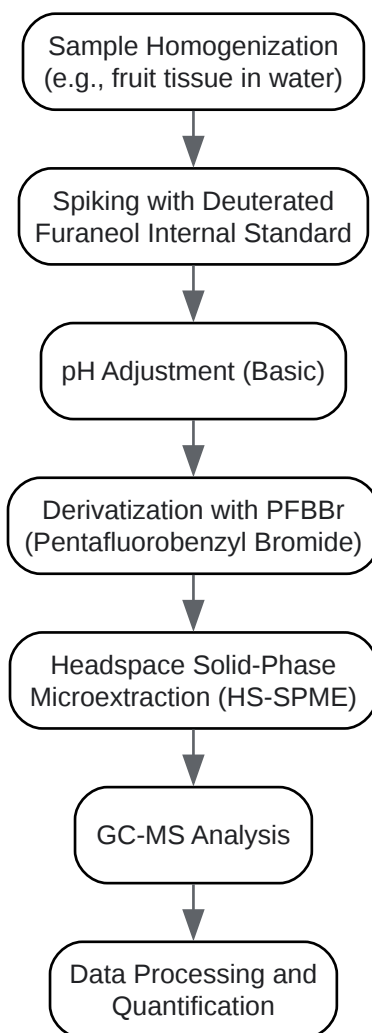 Sample Homogenization
(e.g., fruit tissue in water)
Spiking with Deuterated
Furaneol Internal Standard
pH Adjustment (Basic)
Derivatization with PFBBr
(Pentafluorobenzyl Bromide)
Headspace Solid-Phase
Microextraction (HS-SPME)
GC-MS Analysis
Data Processing and
Quantification